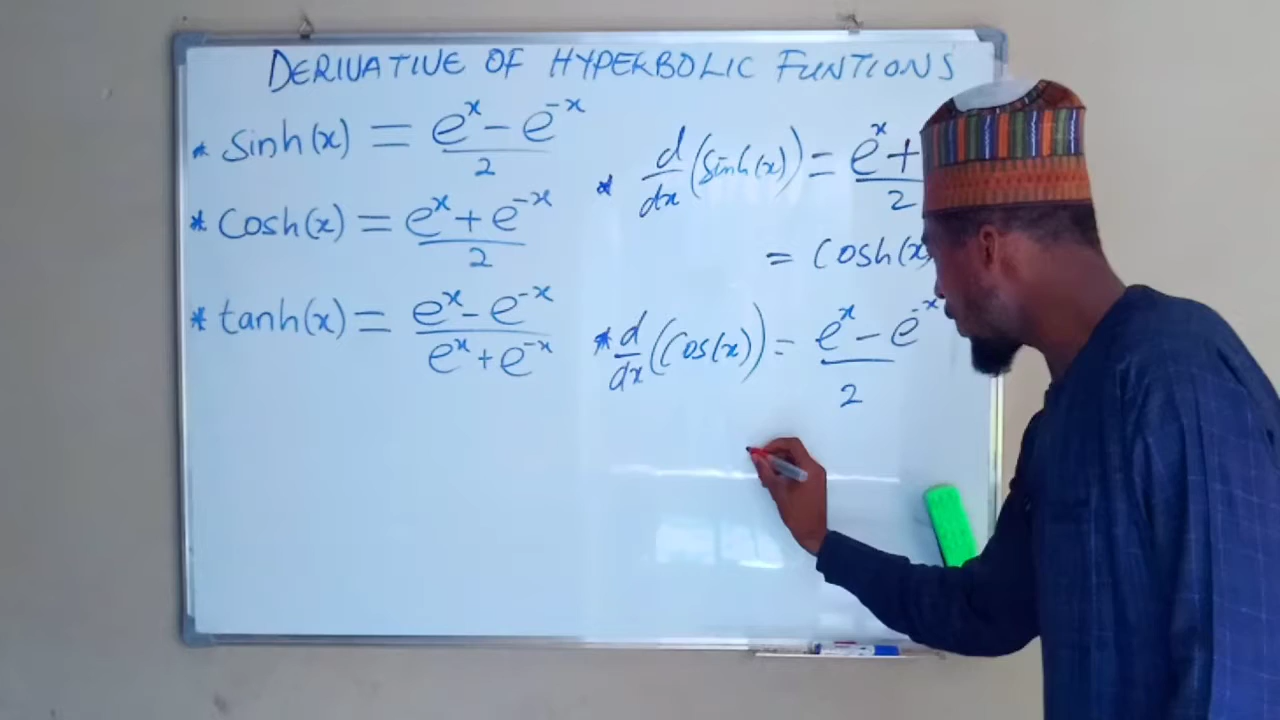 DERIVATIVE OF HYPERBOLIC FUNTIONS
* sinh(x) = e^x - e^-x / 2
* Cosh(x) = e^x + e^-x / 2
* tanh(x) = e^x - e^-x / e^x + e^-x
* d/dx (Sinh(x)) = e^x + / 2
= Cosh(x
* d/dx (Cos(x)) = e^x - e^-x / 2